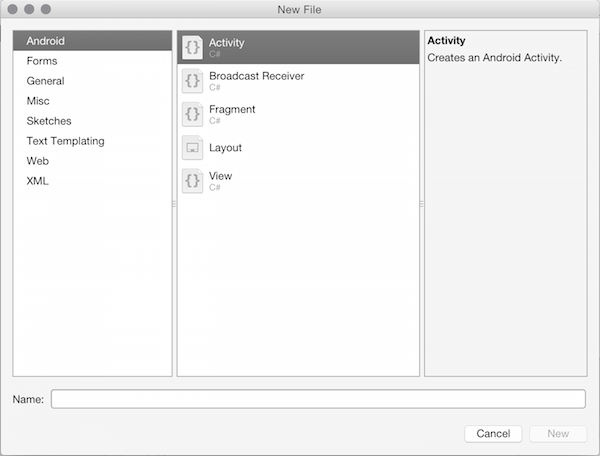 New File
Android
Forms
General
Misc
Sketches
Text Templating
Web
XML
Activity
C#
Broadcast Receiver
C#
Fragment
C#
Layout
View
C#
Activity
Creates an Android Activity.
Name:
Cancel
New